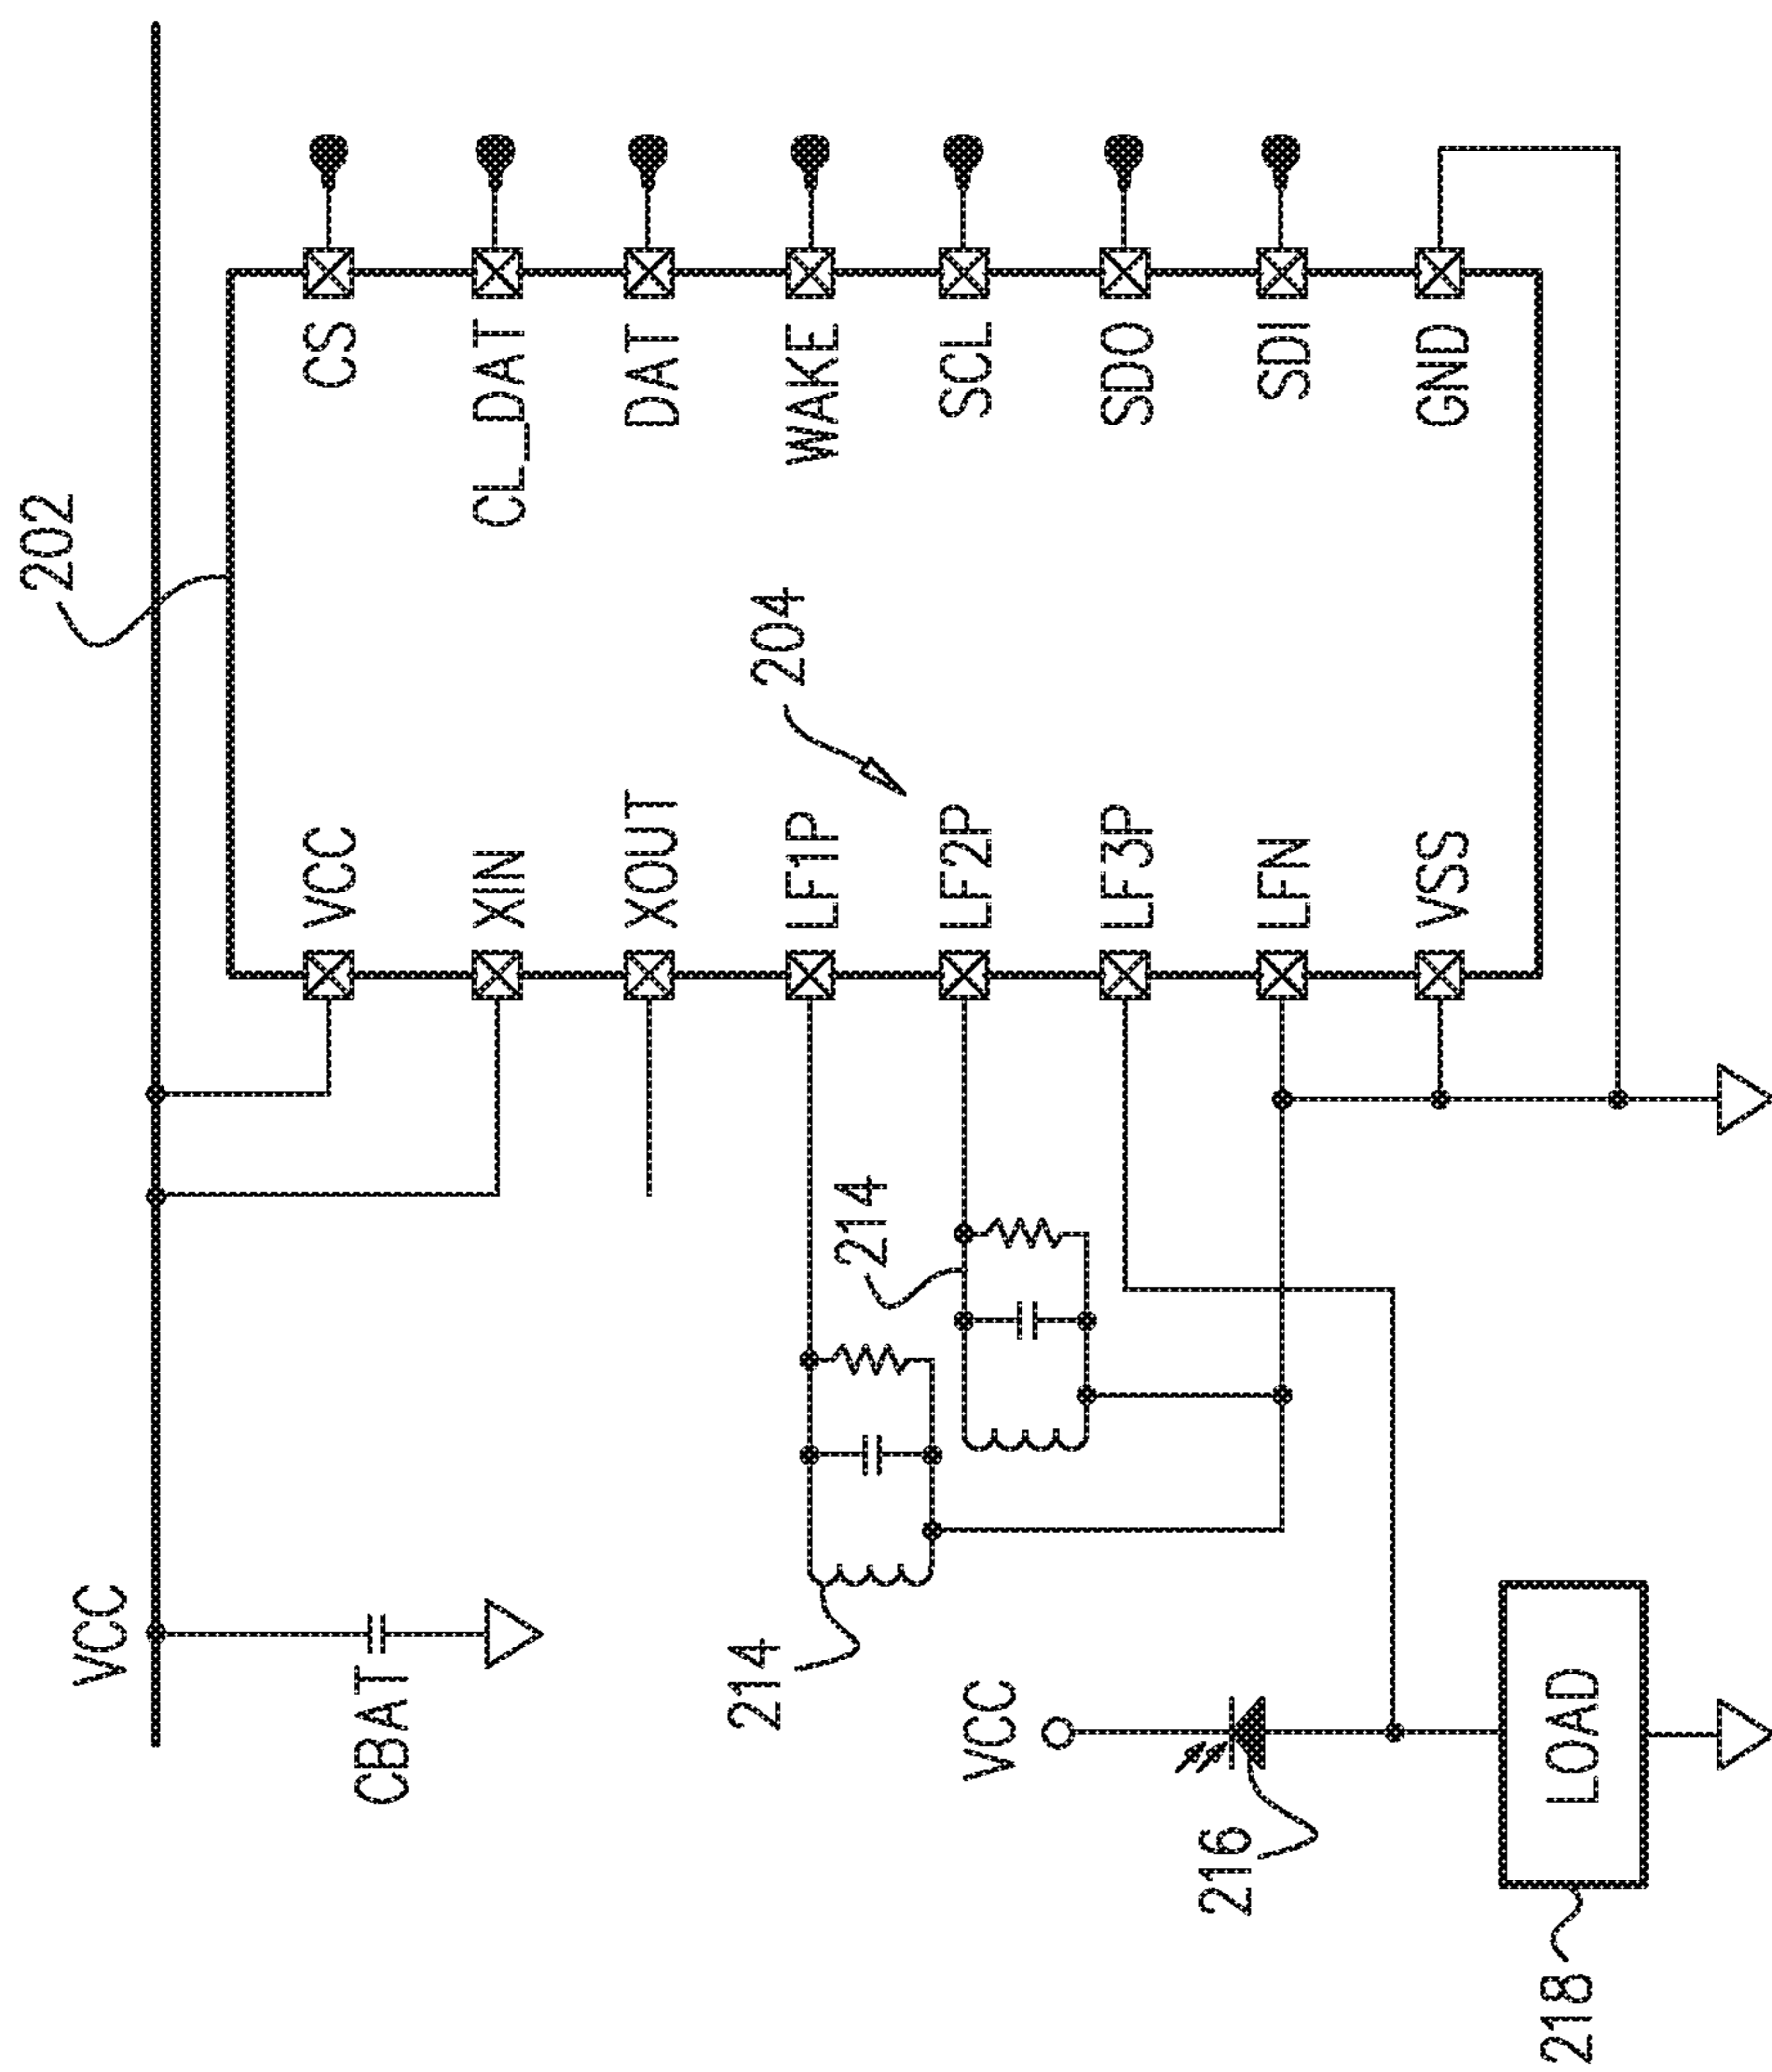 202
VCC
CBAT
VCC
XIN
XOUT
LF1P
LF2P
LF3P
LFN
VSS
CS
CL_DAT
DAT
WAKE
SCL
SDO
SDI
GND
204
214
214
VCC
216
LOAD
218